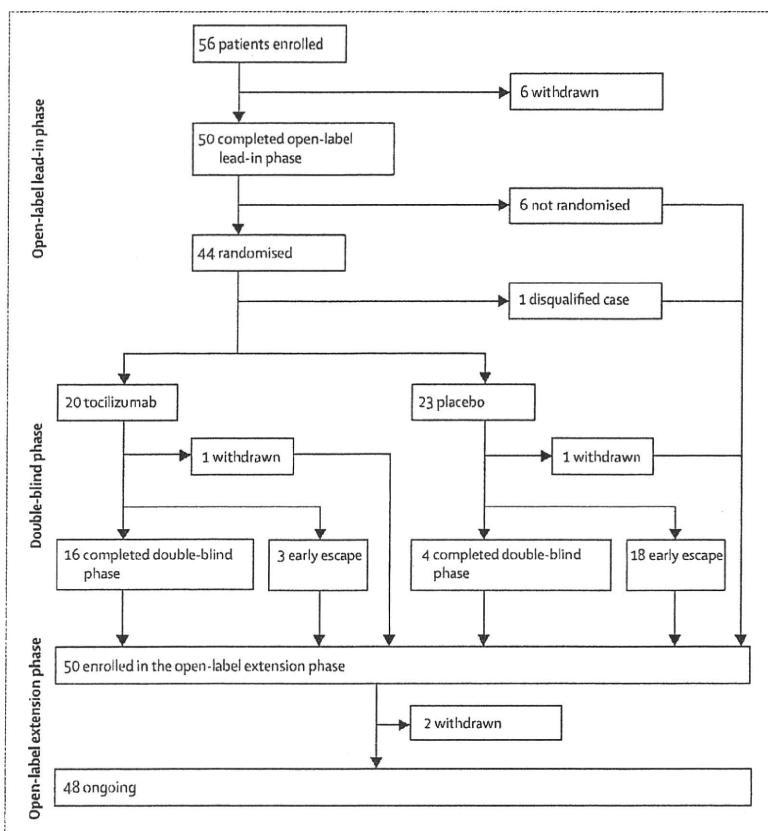 56 patients enrolled
6 withdrawn
50 completed open-label
lead-in phase
6 not randomised
44 randomised
1 disqualified case
20 tocilizumab
23 placebo
1 withdrawn
1 withdrawn
16 completed double-blind
phase
3 early escape
4 completed double-blind
phase
18 early escape
50 enrolled in the open-label extension phase
2 withdrawn
48 ongoing
Open-label lead-in phase
Double-blind phase
Open-label extension phase